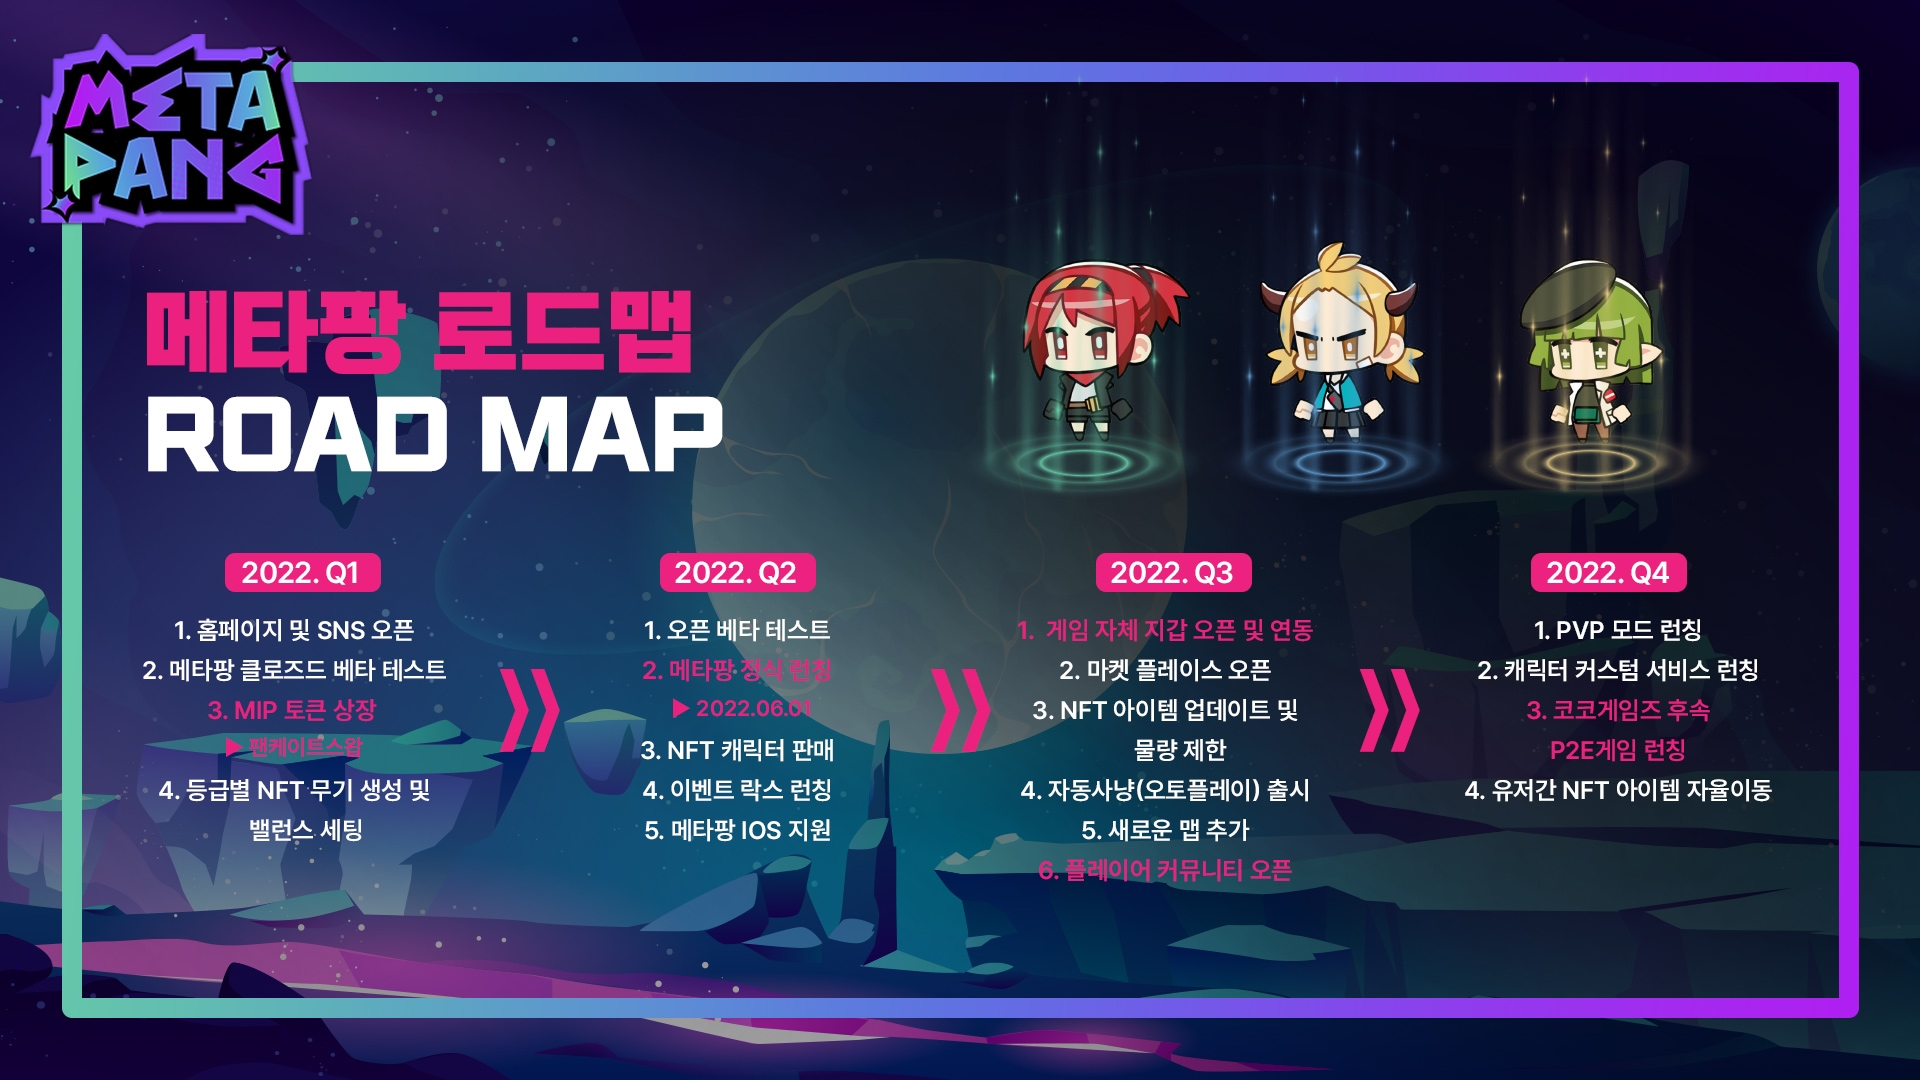 META
PANG
메타팡 로드맵
ROAD MAP
2022. Q1
1. 홈페이지 및 SNS 오픈
2. 메타팡 클로즈드 베타 테스트
3. MIP 토큰 상장
▶ 팬케이트스왑
4. 등급별 NFT 무기 생성 및
밸런스 세팅
2022. Q2
1. 오픈 베타 테스트
2. 메타팡 정식 런칭
▶ 2022.06.01
3. NFT 캐릭터 판매
4. 이벤트 락스 런칭
5. 메타팡 IOS 지원
2022. Q3
1. 게임 자체 지갑 오픈 및 연동
2. 마켓 플레이스 오픈
3. NFT 아이템 업데이트 및
물량 제한
4. 자동사냥(오토플레이) 출시
5. 새로운 맵 추가
6. 플레이어 커뮤니티 오픈
2022. Q4
1. PVP 모드 런칭
2. 캐릭터 커스텀 서비스 런칭
3. 코코게임즈 후속
P2E게임 런칭
4. 유저간 NFT 아이템 자율이동